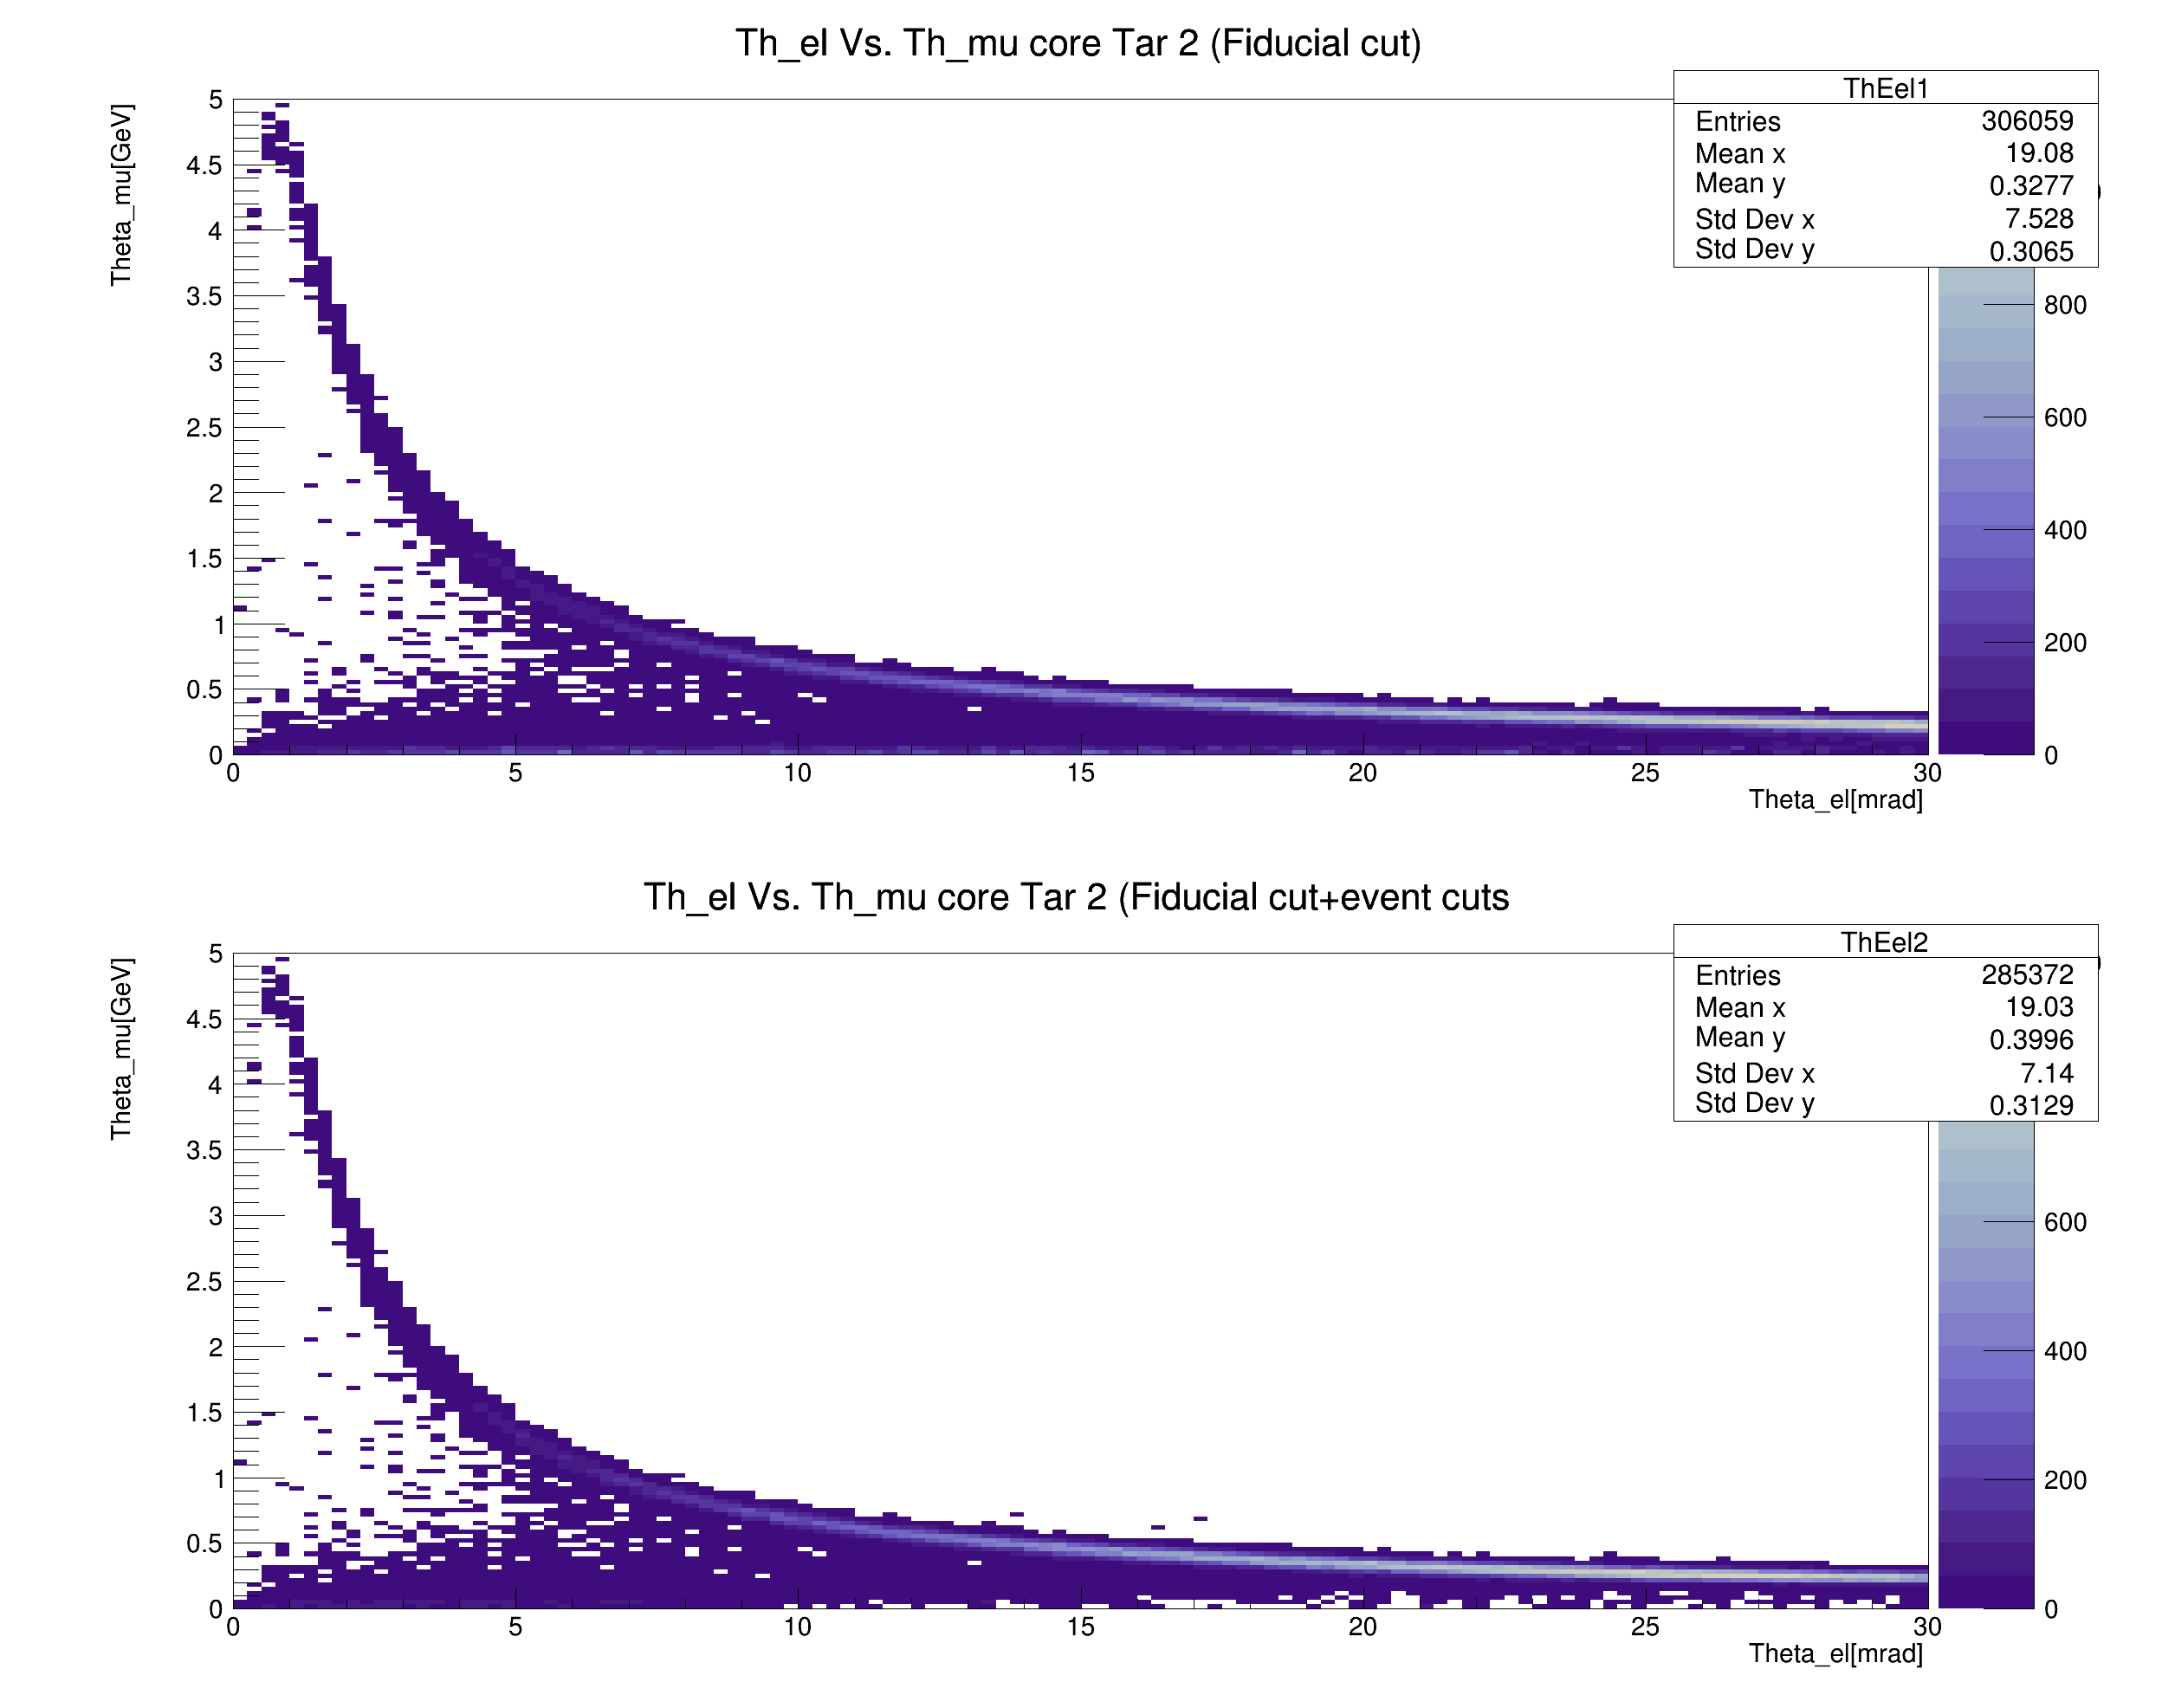 Th_el Vs. Th_mu core Tar 2 (Fiducial cut)
ThEel1
Entries 306059
Mean x 19.08
Mean y 0.3277
Std Dev x 7.528
Std Dev y 0.3065
Theta_mu[GeV]
5
4.5
4
3.5
3
2.5
2
1.5
1
0.5
0
0 5 10 15 20 25 30
Theta_el[mrad]
800
600
400
200
0
Th_el Vs. Th_mu core Tar 2 (Fiducial cut+event cuts
ThEel2
Entries 285372
Mean x 19.03
Mean y 0.3996
Std Dev x 7.14
Std Dev y 0.3129
Theta_mu[GeV]
5
4.5
4
3.5
3
2.5
2
1.5
1
0.5
0
0 5 10 15 20 25 30
Theta_el[mrad]
600
400
200
0